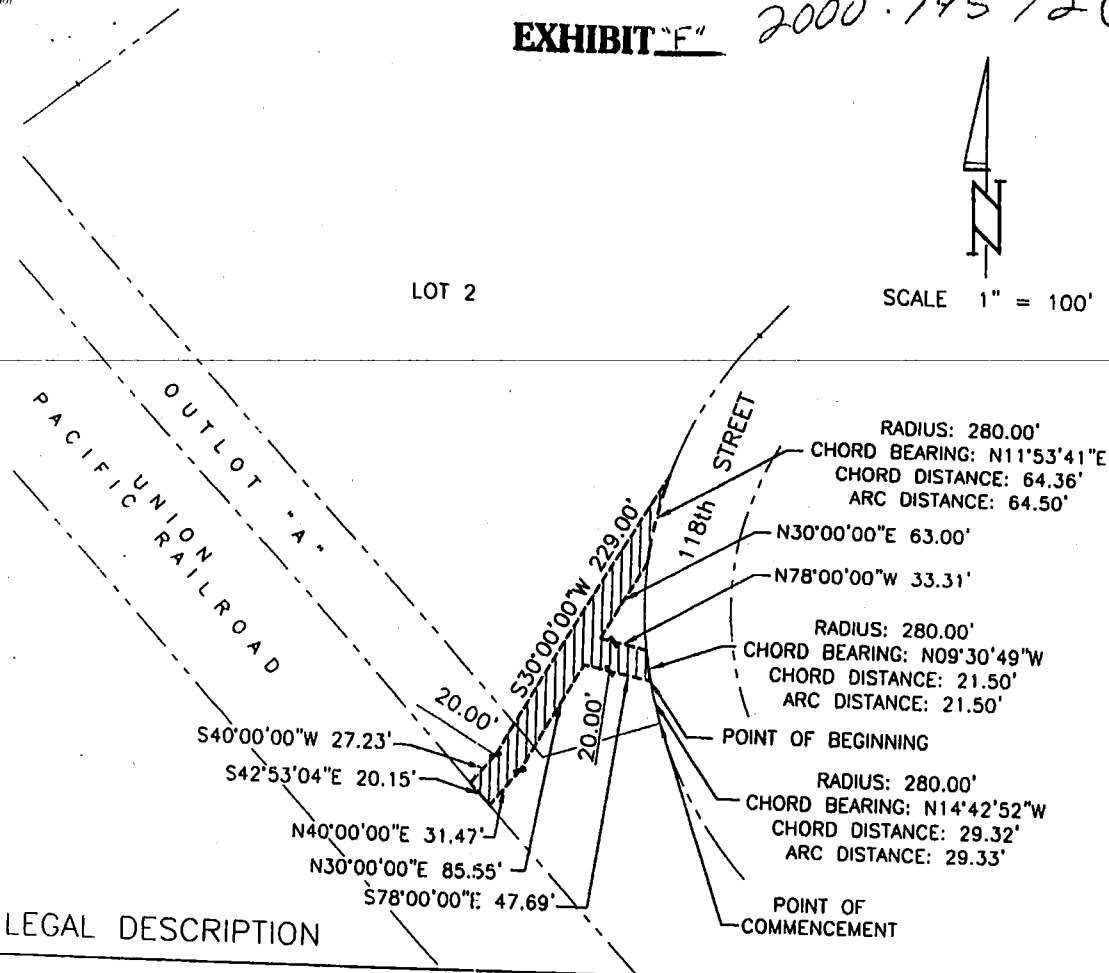 EXHIBIT "F"
LOT 2
SCALE 1" = 100'
OUTLOT "A"
UNION
PACIFIC RAILROAD
118th STREET
RADIUS: 280.00'
CHORD BEARING: N11°53'41"E
CHORD DISTANCE: 64.36'
ARC DISTANCE: 64.50'
N30°00'00"E 63.00'
N78°00'00"W 33.31'
RADIUS: 280.00'
CHORD BEARING: N09°30'49"W
CHORD DISTANCE: 21.50'
ARC DISTANCE: 21.50'
POINT OF BEGINNING
RADIUS: 280.00'
CHORD BEARING: N14°42'52"W
CHORD DISTANCE: 29.32'
ARC DISTANCE: 29.33'
POINT OF
COMMENCEMENT
S30°00'00"W 229.00'
20.00'
20.00'
S40°00'00"W 27.23'
S42°53'04"E 20.15'
N40°00'00"E 31.47'
N30°00'00"E 85.55'
S78°00'00"E 47.69'
LEGAL DESCRIPTION